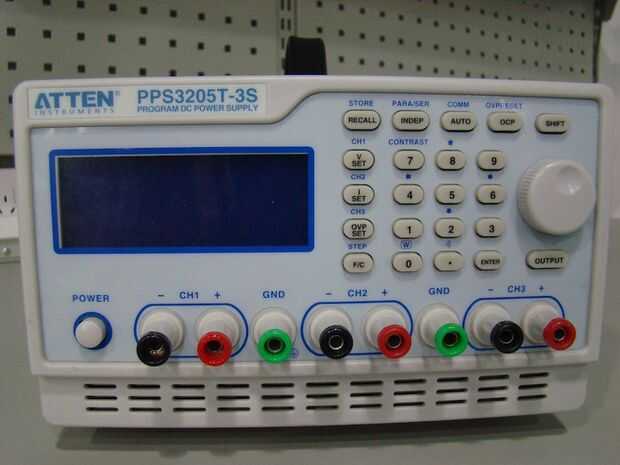 ATTEN®
INSTRUMENTS
PPS3205T-3S
PROGRAM DC POWER SUPPLY
STORE PARA/SER COMM OVP/RESET
RECALL INDEP AUTO OCP SHIFT
CH1 CONTRAST
V SET 7 8 9
CH2
I SET 4 5 6
CH3
OVP SET 1 2 3
STEP W
F/C 0 . ENTER OUTPUT
POWER
− CH1 + GND − CH2 + GND − CH3 +